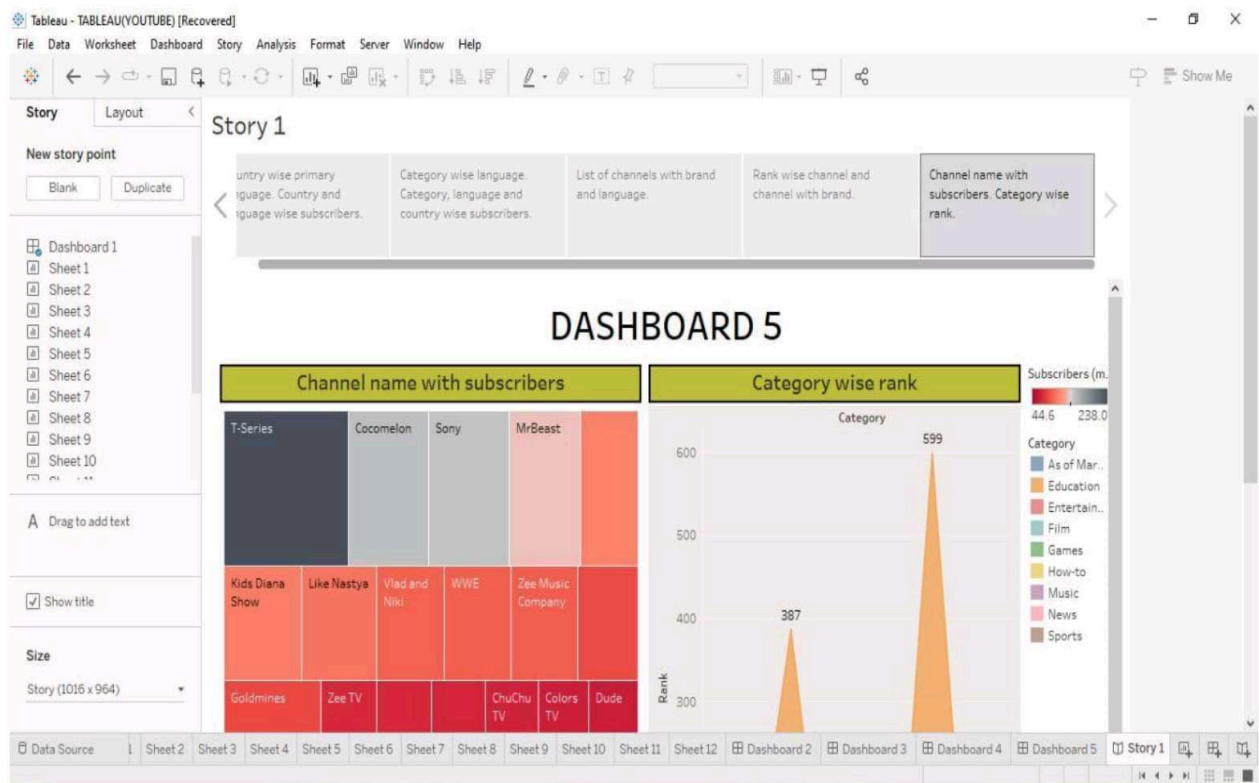 Tableau - TABLEAU(YOUTUBE) [Recovered]
File Data Worksheet Dashboard Story Analysis Format Server Window Help
Show Me
Story Layout
New story point
Blank Duplicate
Dashboard 1
Sheet 1
Sheet 2
Sheet 3
Sheet 4
Sheet 5
Sheet 6
Sheet 7
Sheet 8
Sheet 9
Sheet 10
A Drag to add text
Show title
Size
Story (1016 x 964)
Story 1
untry wise primary
guage. Country and
guage wise subscribers.
Category wise language.
Category, language and
country wise subscribers.
List of channels with brand
and language.
Rank wise channel and
channel with brand.
Channel name with
subscribers. Category wise
rank.
DASHBOARD 5
Channel name with subscribers
T-Series Cocomelon Sony MrBeast
Kids Diana
Show
Like Nastya
Vlad and
Niki
WWE
Zee Music
Company
Goldmines Zee TV
ChuChu
TV
Colors
TV
Dude
Category wise rank
Category
600
500
400
300
Rank
387
599
Subscribers (m.
44.6 238.0
Category
As of Mar..
Education
Entertain..
Film
Games
How-to
Music
News
Sports
Data Source Sheet 2 Sheet 3 Sheet 4 Sheet 5 Sheet 6 Sheet 7 Sheet 8 Sheet 9 Sheet 10 Sheet 11 Sheet 12 Dashboard 2 Dashboard 3 Dashboard 4 Dashboard 5 Story 1